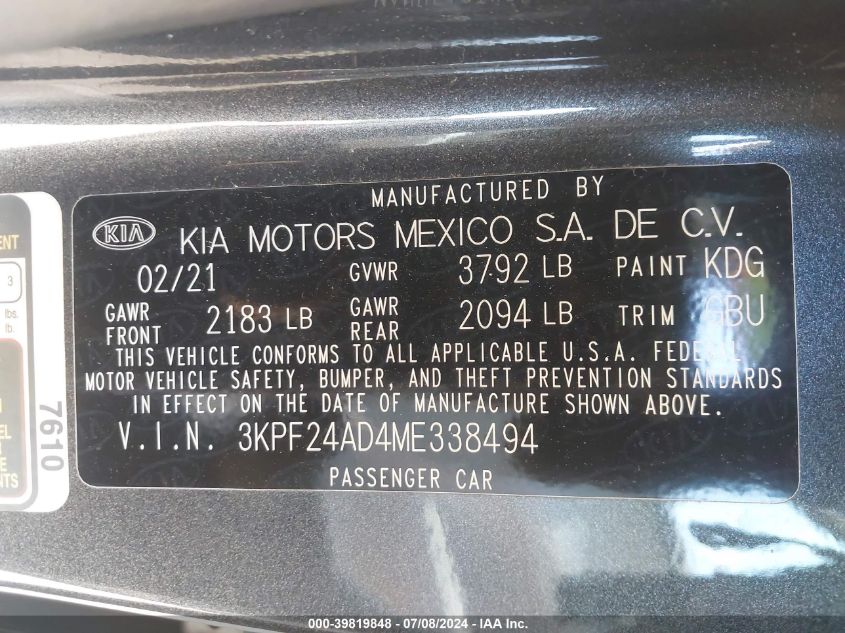 MANUFACTURED BY
KIA KIA MOTORS MEXICO S.A. DE C.V.
02/21 GVWR 3792 LB PAINT KDG
GAWR FRONT 2183 LB GAWR REAR 2094 LB TRIM GBU
THIS VEHICLE CONFORMS TO ALL APPLICABLE U.S.A. FEDERAL
MOTOR VEHICLE SAFETY, BUMPER, AND THEFT PREVENTION STANDARDS
IN EFFECT ON THE DATE OF MANUFACTURE SHOWN ABOVE.
V.I.N. 3KPF24AD4ME338494
PASSENGER CAR
3
lbs.
lb.
7610
000-39819848 - 07/08/2024 - IAA Inc.